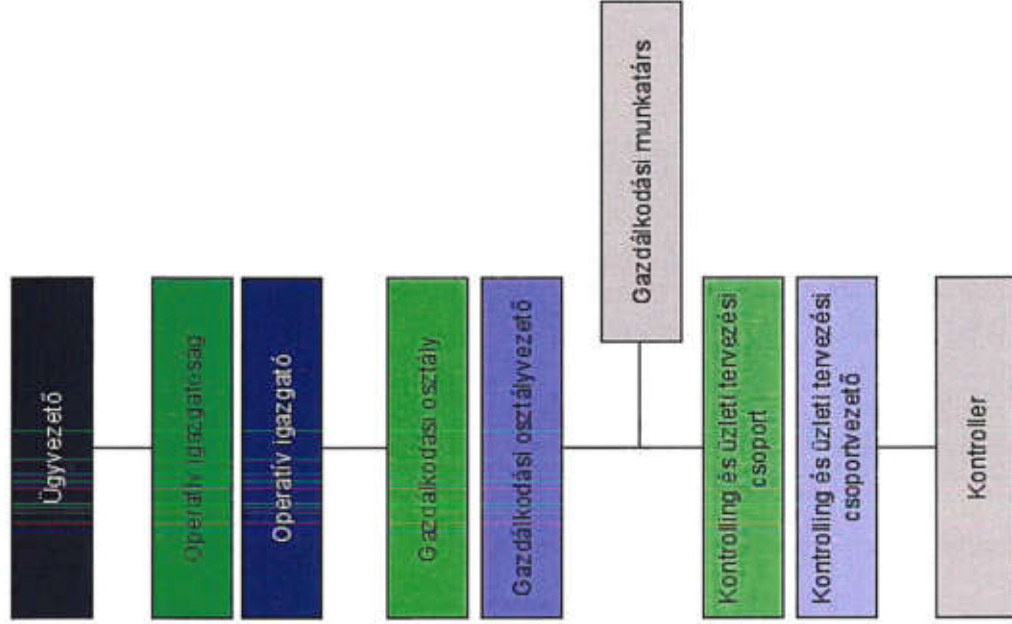 Ügyvezető
Operatív igazgatóság
Operatív igazgató
Gazdálkodási osztály
Gazdálkodási osztályvezető
Gazdálkodási munkatárs
Kontrolling és üzleti tervezési
csoport
Kontrolling és üzleti tervezési
csoportvezető
Kontroller